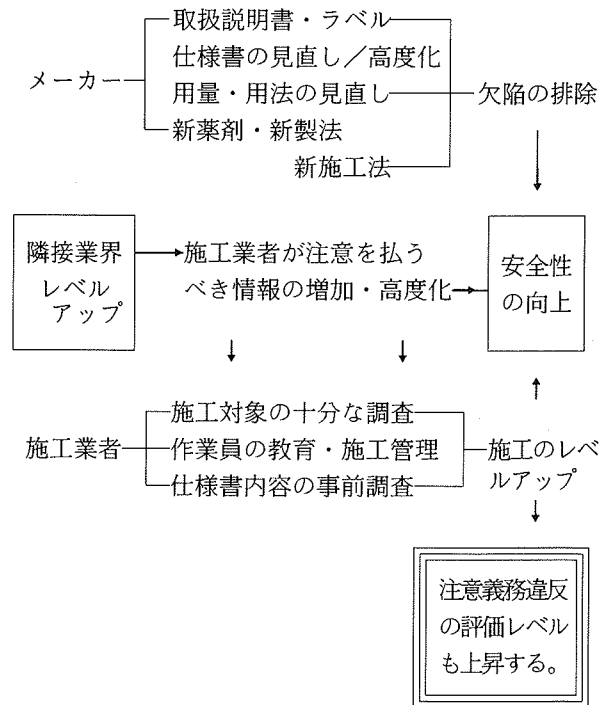 取扱説明書・ラベル
仕様書の見直し／高度化
メーカー
用量・用法の見直し
欠陥の排除
新薬剤・新製法
新施工法
隣接業界
レベル
アップ
施工業者が注意を払う
べき情報の増加・高度化
安全性
の向上
施工対象の十分な調査
施工業者
作業員の教育・施工管理
仕様書内容の事前調査
施工のレベ
ルアップ
注意義務違反
の評価レベル
も上昇する。